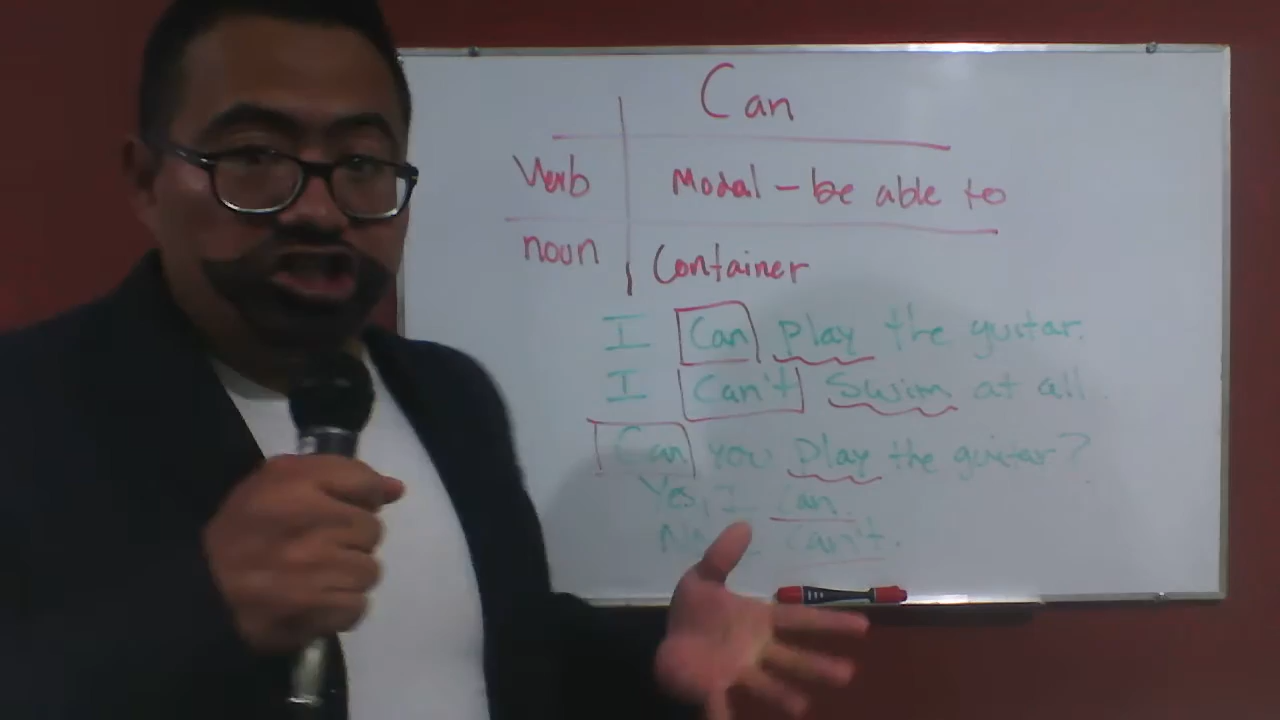 Can
Verb Modal - be able to
noun Container
I Can play the guitar.
I Can't Swim at all.
Can you play the guitar?
Yes, I can.
can't.